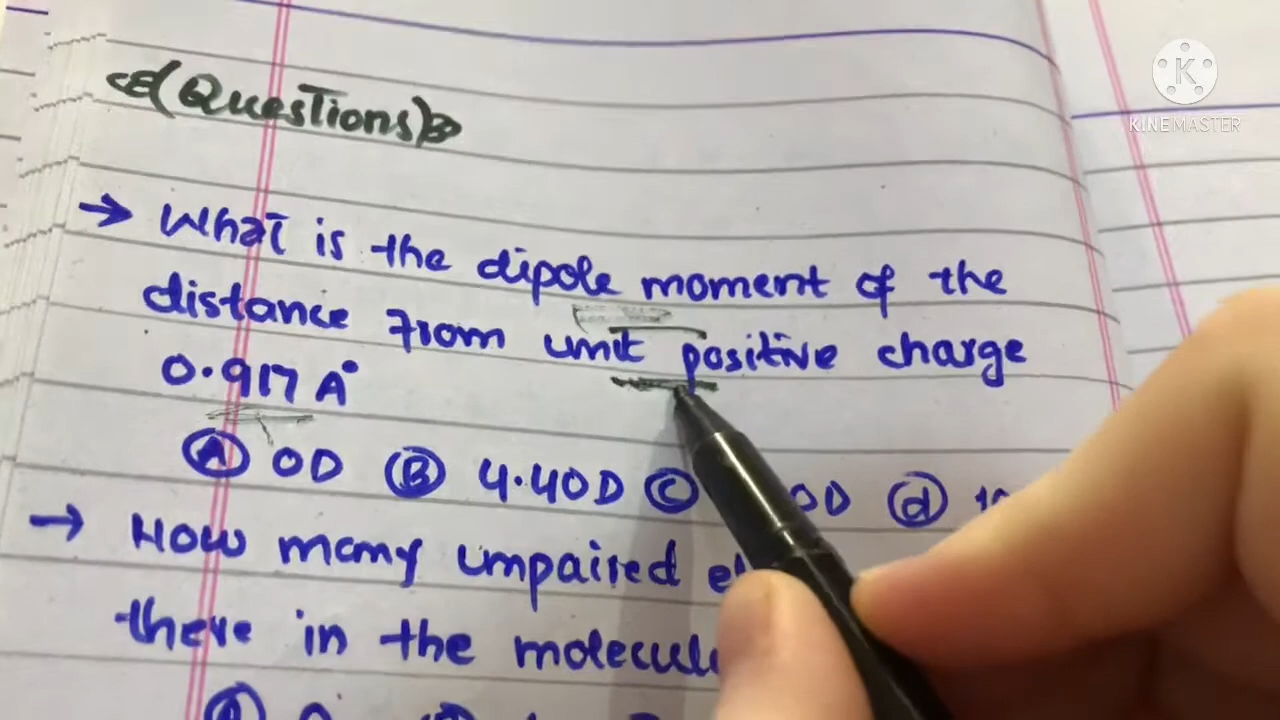 (Questions)
KINEMASTER
→ What is the dipole moment of the
distance from unit positive charge
0.917 A°
(A) 0D (B) 4.40D (C) 0D (d)
→ How many unpaired
there in the molecule